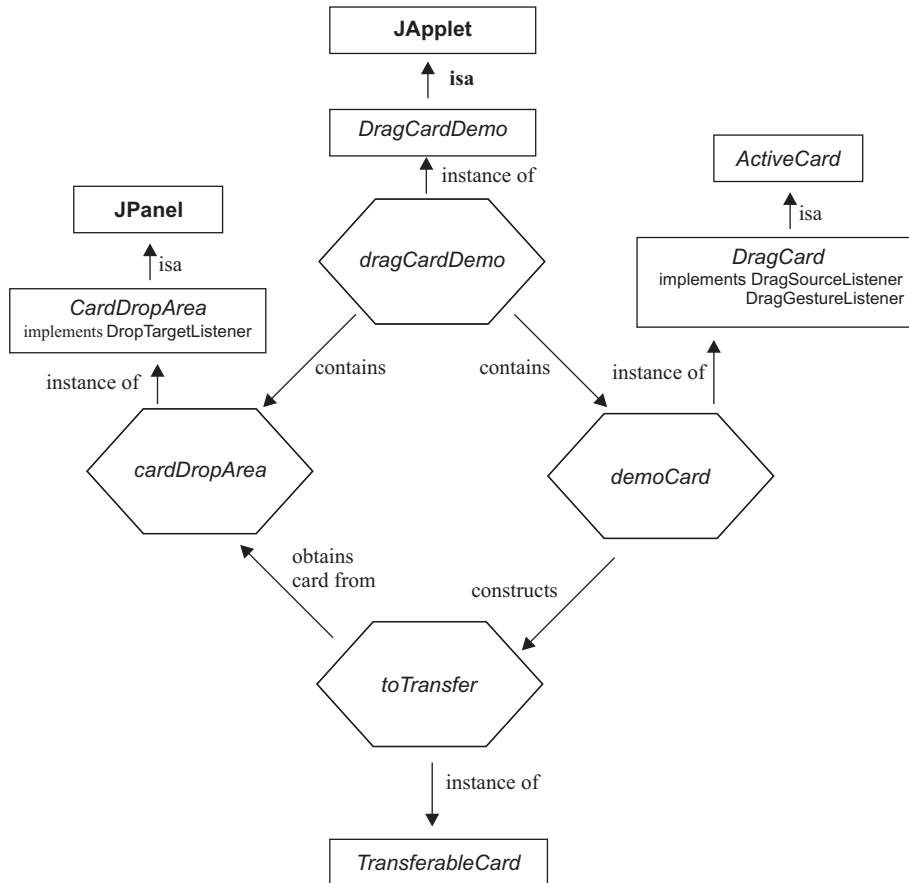 JApplet
isa
DragCardDemo
instance of
ActiveCard
isa
JPanel
isa
dragCardDemo
DragCard
implements DragSourceListener
DragGestureListener
CardDropArea
implements DropTargetListener
instance of
contains
contains
instance of
cardDropArea
demoCard
obtains
card from
constructs
toTransfer
instance of
TransferableCard